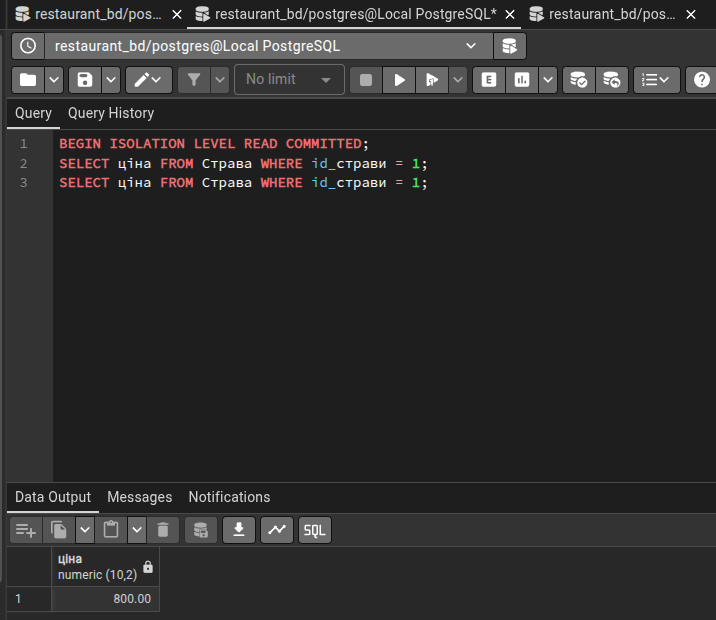 restaurant_bd/pos... restaurant_bd/postgres@Local PostgreSQL* restaurant_bd/pos...
restaurant_bd/postgres@Local PostgreSQL
No limit E ?
Query Query History
1 BEGIN ISOLATION LEVEL READ COMMITTED;
2 SELECT ціна FROM Страва WHERE id_страви = 1;
3 SELECT ціна FROM Страва WHERE id_страви = 1;
Data Output Messages Notifications
SQL
ціна
numeric (10,2)
1 800.00